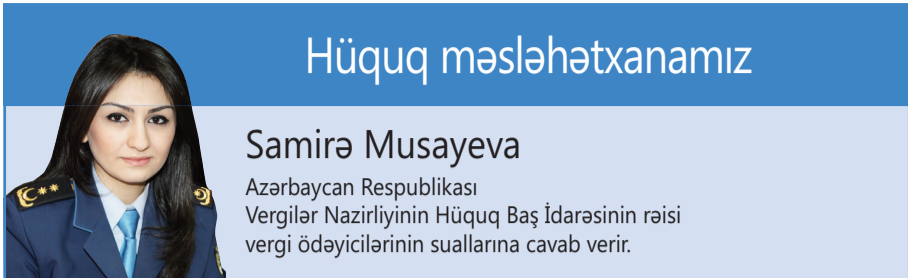 Hüquq məsləhətxanamız
Samirə Musayeva
Azərbaycan Respublikası
Vergilər Nazirliyinin Hüquq Baş İdarəsinin rəisi
vergi ödəyicilərinin suallarına cavab verir.